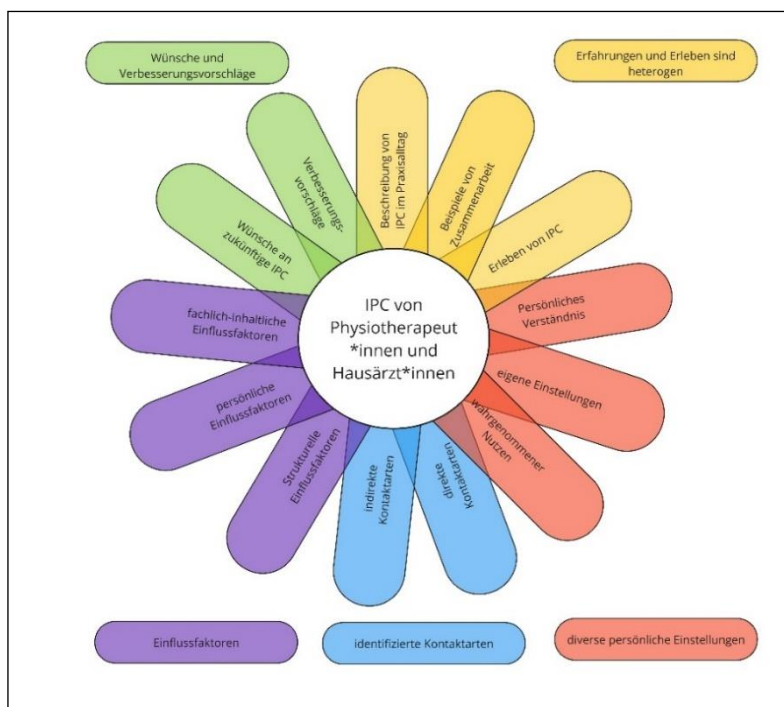 Wünsche und
Verbesserungsvorschläge
Erfahrungen und Erleben sind
heterogen
Beschreibung von
IPC im Praxisalltag
Beispiele von
Zusammenarbeit
Erleben von IPC
Persönliches
Verständnis
eigene Einstellungen
wahrgenommener
Nutzen
direkte
Kontaktarten
indirekte
Kontaktarten
Strukturelle
Einflussfaktoren
persönliche
Einflussfaktoren
fachlich-inhaltliche
Einflussfaktoren
Wünsche an
zukünftige IPC
Verbesserungs-
vorschläge
IPC von
Physiotherapeut
*innen und
Hausärzt*innen
Einflussfaktoren
identifizierte Kontaktarten
diverse persönliche Einstellungen